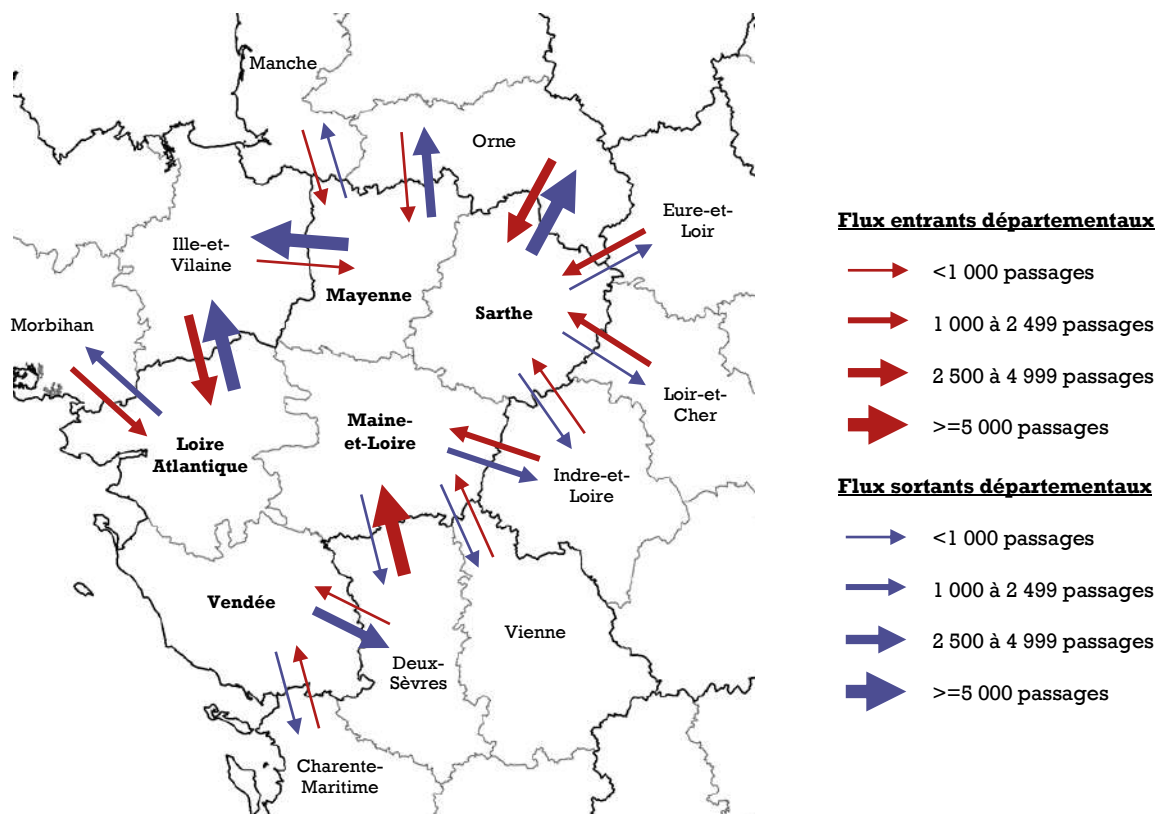 Manche
Orne
Eure-et-
Loir
Ille-et-
Vilaine
Mayenne
Sarthe
Morbihan
Loir-et-
Cher
Maine-
et-Loire
Loire
Atlantique
Indre-et-
Loire
Vendée
Vienne
Deux-
Sèvres
Charente-
Maritime
Flux entrants départementaux
<1 000 passages
1 000 à 2 499 passages
2 500 à 4 999 passages
>=5 000 passages
Flux sortants départementaux
<1 000 passages
1 000 à 2 499 passages
2 500 à 4 999 passages
>=5 000 passages